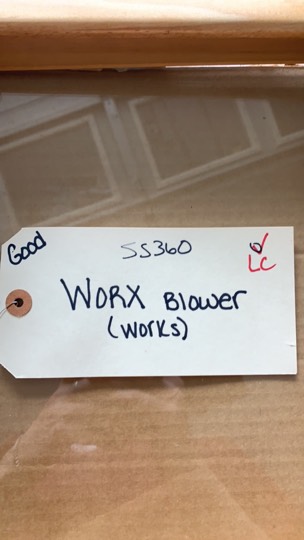 Good
SS360
LC
WORX Blower
(works)